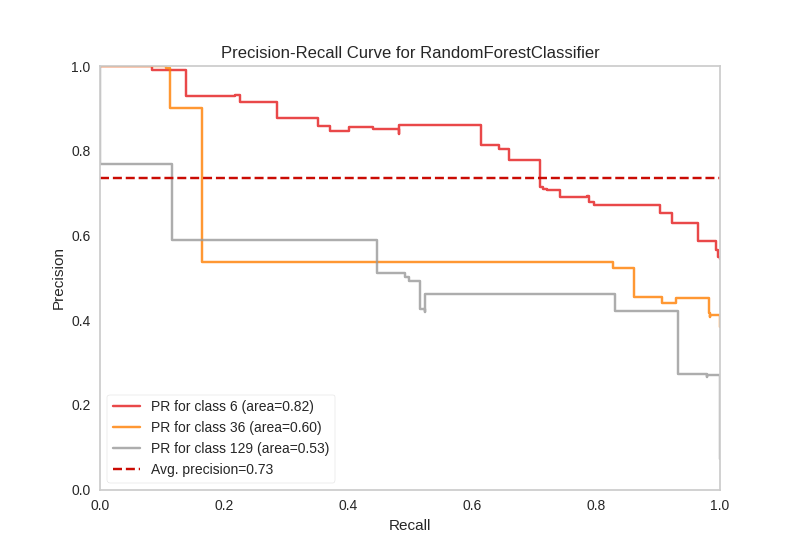 Precision-Recall Curve for RandomForestClassifier
1.0
0.8
0.6
0.4
0.2
0.0
Precision
PR for class 6 (area=0.82)
PR for class 36 (area=0.60)
PR for class 129 (area=0.53)
Avg. precision=0.73
0.0 0.2 0.4 0.6 0.8 1.0
Recall